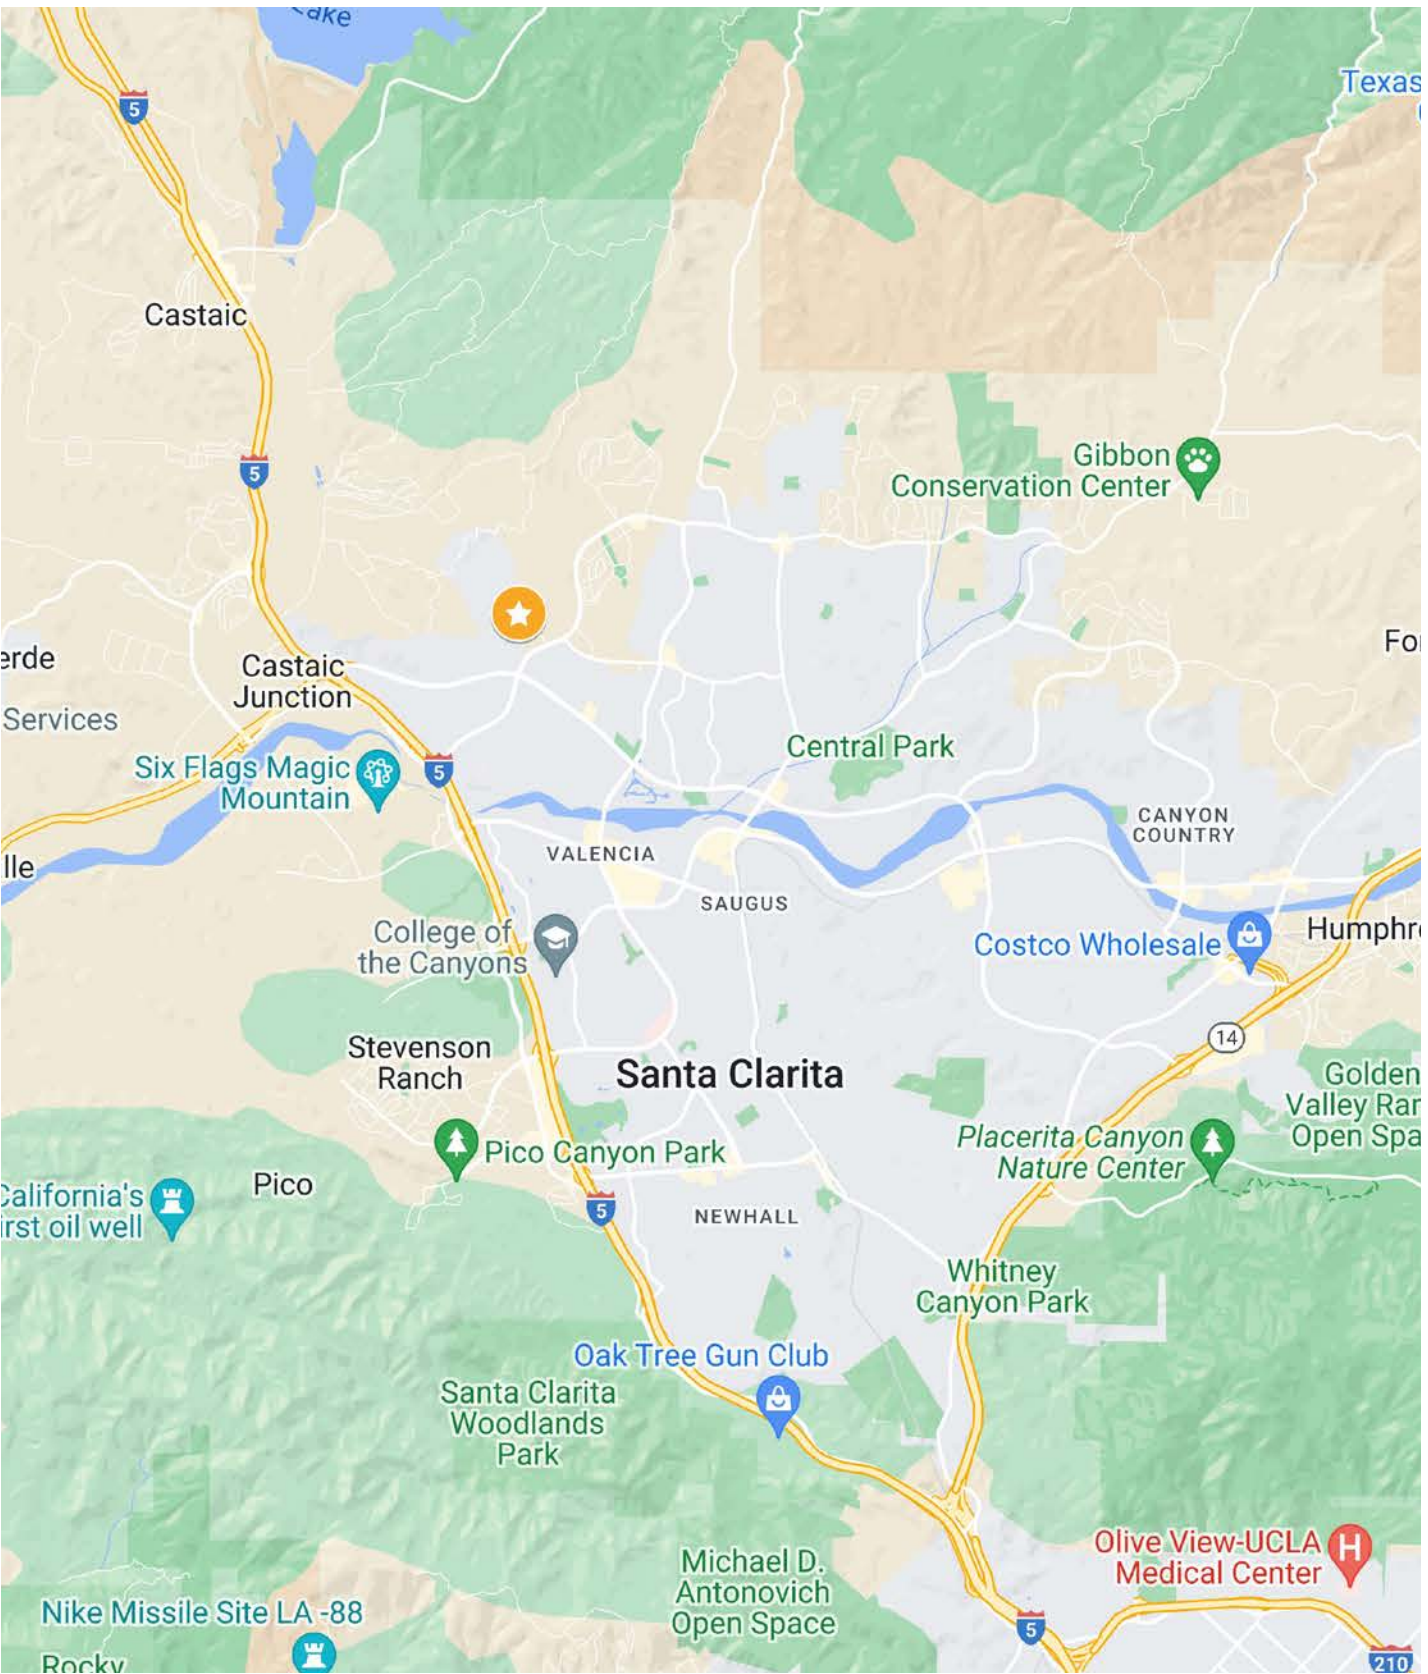 Lake
5
Texas
Castaic
5
Gibbon
Conservation Center
erde
Castaic
Junction
Services
Central Park
Six Flags Magic
Mountain
5
CANYON
COUNTRY
lle
VALENCIA
SAUGUS
College of
the Canyons
Costco Wholesale
Humphr
14
Stevenson
Ranch
Santa Clarita
Golden
Valley Ran
Open Spa
Placerita Canyon
Nature Center
Pico Canyon Park
Pico
California's
irst oil well
5
NEWHALL
Whitney
Canyon Park
Oak Tree Gun Club
Santa Clarita
Woodlands
Park
Olive View-UCLA
Medical Center
H
Michael D.
Antonovich
Open Space
Nike Missile Site LA -88
5
Rocky
210